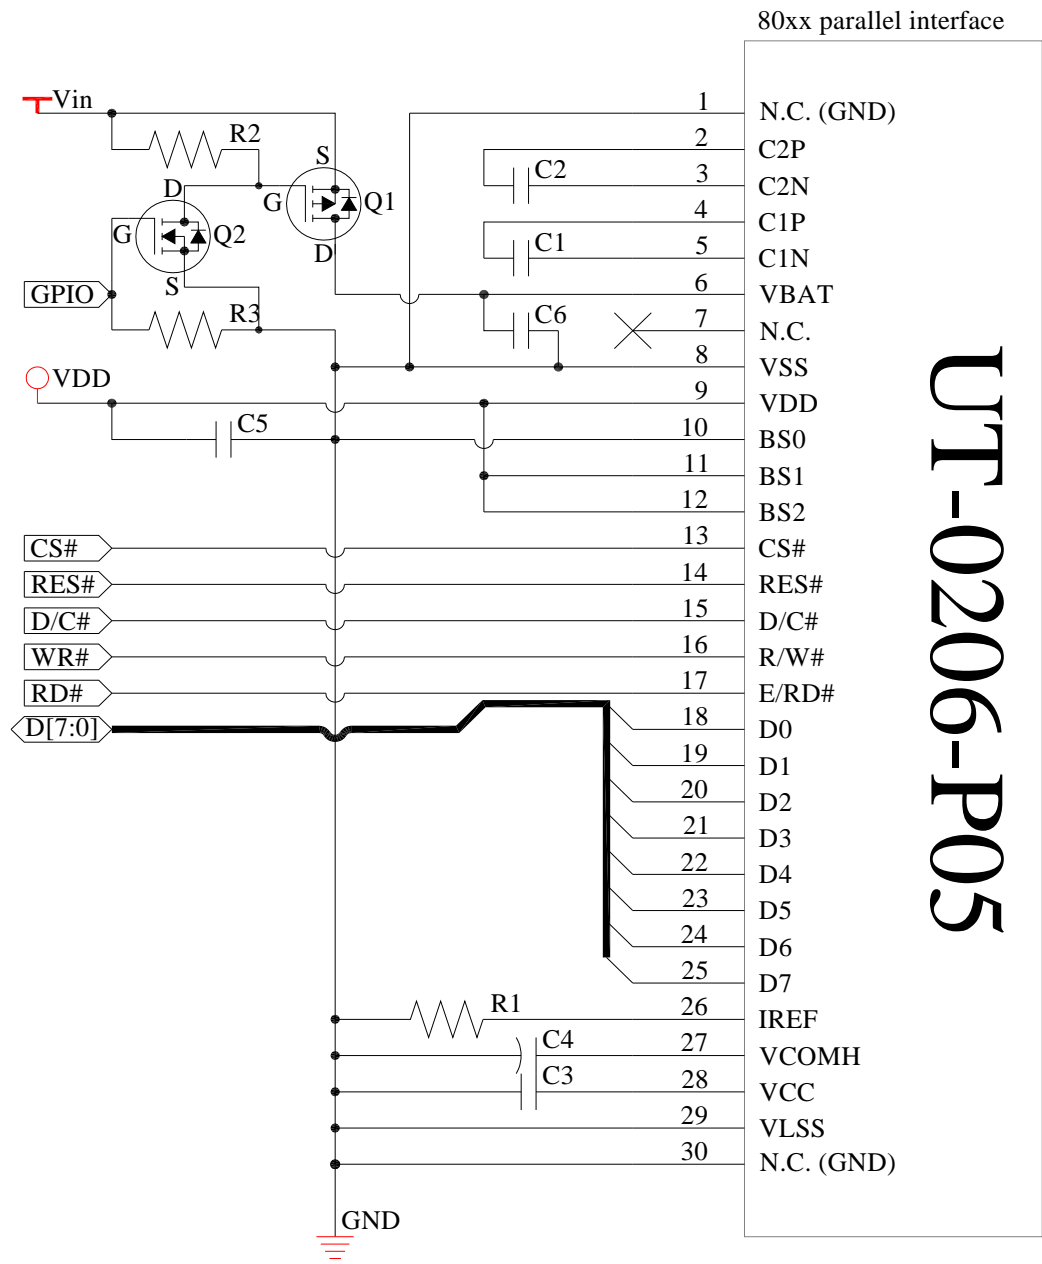 80xx parallel interface
Vin
R2
S
D
G
Q1
G
Q2
D
S
GPIO
R3
VDD
C5
C2
C1
C6
1 N.C. (GND)
2 C2P
3 C2N
4 C1P
5 C1N
6 VBAT
7 N.C.
8 VSS
9 VDD
10 BS0
11 BS1
12 BS2
CS# 13 CS#
RES# 14 RES#
D/C# 15 D/C#
WR# 16 R/W#
RD# 17 E/RD#
D[7:0] 18 D0
19 D1
20 D2
21 D3
22 D4
23 D5
24 D6
25 D7
R1 26 IREF
C4 27 VCOMH
C3 28 VCC
29 VLSS
30 N.C. (GND)
GND
UT-0206-P05